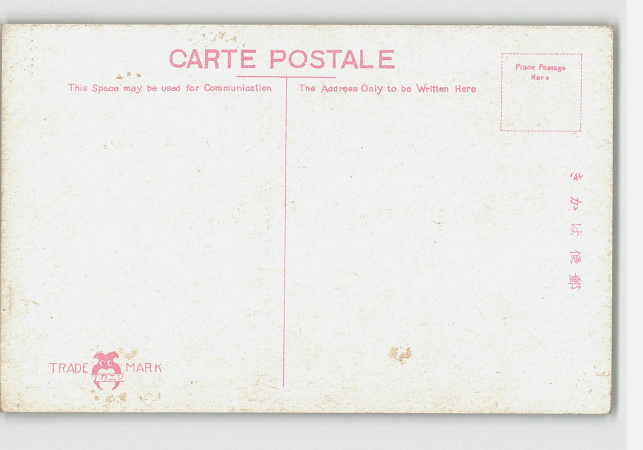 CARTE POSTALE
This Space may be used for Communication
The Address Only to be Written Here
Place Postage
Here
郵便はかき
TRADE MARK